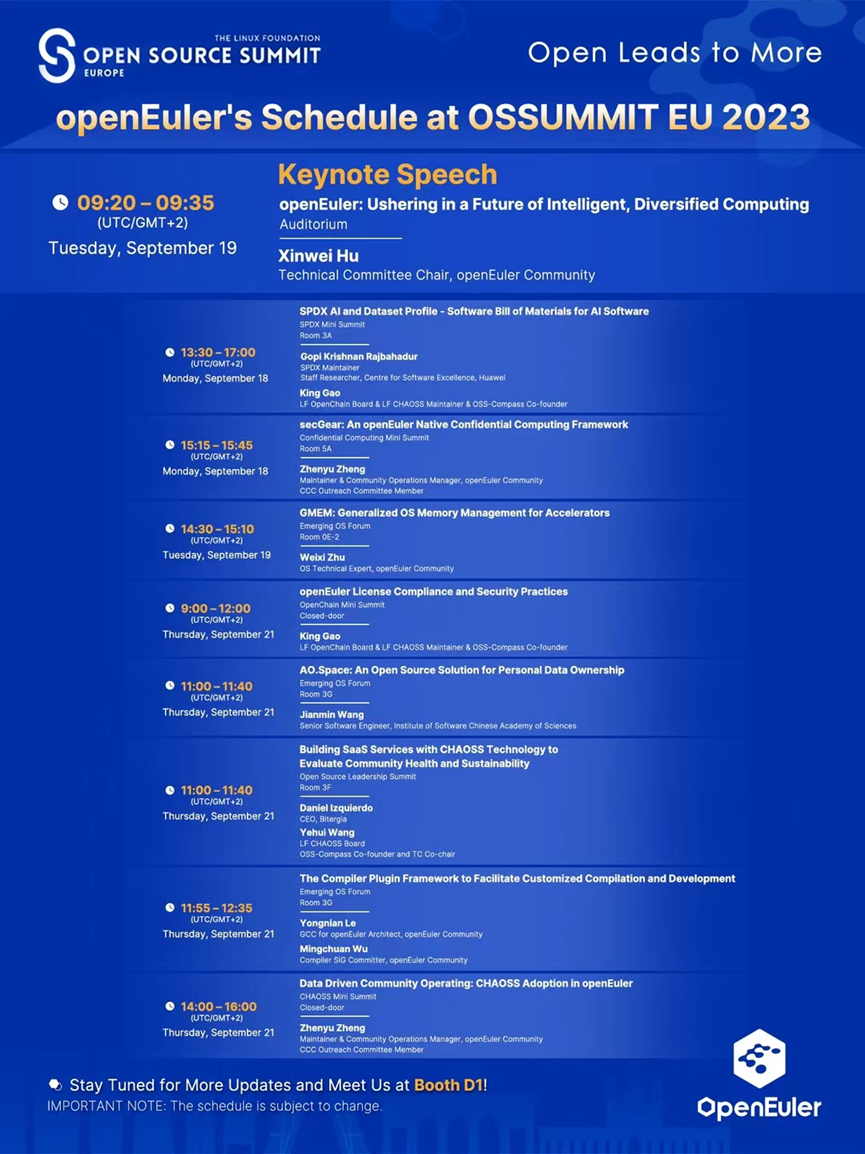 THE LINUX FOUNDATION
OPEN SOURCE SUMMIT
EUROPE
Open Leads to More
openEuler's Schedule at OSSUMMIT EU 2023
09:20 – 09:35
(UTC/GMT+2)
Tuesday, September 19
Keynote Speech
openEuler: Ushering in a Future of Intelligent, Diversified Computing
Auditorium
Xinwei Hu
Technical Committee Chair, openEuler Community
13:30 – 17:00
(UTC/GMT+2)
Monday, September 18
SPDX AI and Dataset Profile - Software Bill of Materials for AI Software
SPDX Mini Summit
Room 3A
Gopi Krishnan Rajbahadur
SPDX Maintainer
Staff Researcher, Centre for Software Excellence, Huawei
King Gao
LF OpenChain Board & LF CHAOSS Maintainer & OSS-Compass Co-founder
15:15 – 15:45
(UTC/GMT+2)
Monday, September 18
secGear: An openEuler Native Confidential Computing Framework
Confidential Computing Mini Summit
Room 5A
Zhenyu Zheng
Maintainer & Community Operations Manager, openEuler Community
CCC Outreach Committee Member
14:30 – 15:10
(UTC/GMT+2)
Tuesday, September 19
GMEM: Generalized OS Memory Management for Accelerators
Emerging OS Forum
Room 0E-2
Weixi Zhu
OS Technical Expert, openEuler Community
9:00 – 12:00
(UTC/GMT+2)
Thursday, September 21
openEuler License Compliance and Security Practices
OpenChain Mini Summit
Closed-door
King Gao
LF OpenChain Board & LF CHAOSS Maintainer & OSS-Compass Co-founder
11:00 – 11:40
(UTC/GMT+2)
Thursday, September 21
AO.Space: An Open Source Solution for Personal Data Ownership
Emerging OS Forum
Room 3G
Jianmin Wang
Senior Software Engineer, Institute of Software Chinese Academy of Sciences
11:00 – 11:40
(UTC/GMT+2)
Thursday, September 21
Building SaaS Services with CHAOSS Technology to
Evaluate Community Health and Sustainability
Open Source Leadership Summit
Room 3F
Daniel Izquierdo
CEO, Bitergia
Yehui Wang
LF CHAOSS Board
OSS-Compass Co-founder and TC Co-chair
11:55 – 12:35
(UTC/GMT+2)
Thursday, September 21
The Compiler Plugin Framework to Facilitate Customized Compilation and Development
Emerging OS Forum
Room 3G
Yongnian Le
GCC for openEuler Architect, openEuler Community
Mingchuan Wu
Compiler SIG Committer, openEuler Community
14:00 – 16:00
(UTC/GMT+2)
Thursday, September 21
Data Driven Community Operating: CHAOSS Adoption in openEuler
CHAOSS Mini Summit
Closed-door
Zhenyu Zheng
Maintainer & Community Operations Manager, openEuler Community
CCC Outreach Committee Member
Stay Tuned for More Updates and Meet Us at Booth D1!
IMPORTANT NOTE: The schedule is subject to change.
OpenEuler